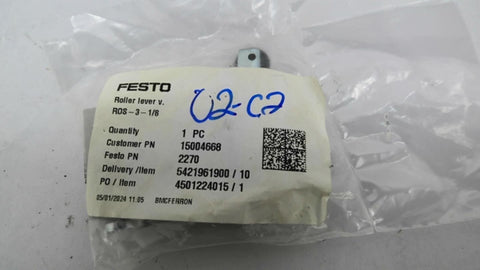 FESTO
Roller lever v.
ROS-3-1/8
02-C2
Quantity 1 PC
Customer PN 15004668
Festo PN 2270
Delivery /item 5421961900 / 10
PO / item 4501224015 / 1
05/01/2024 11:05 BMCFERRON